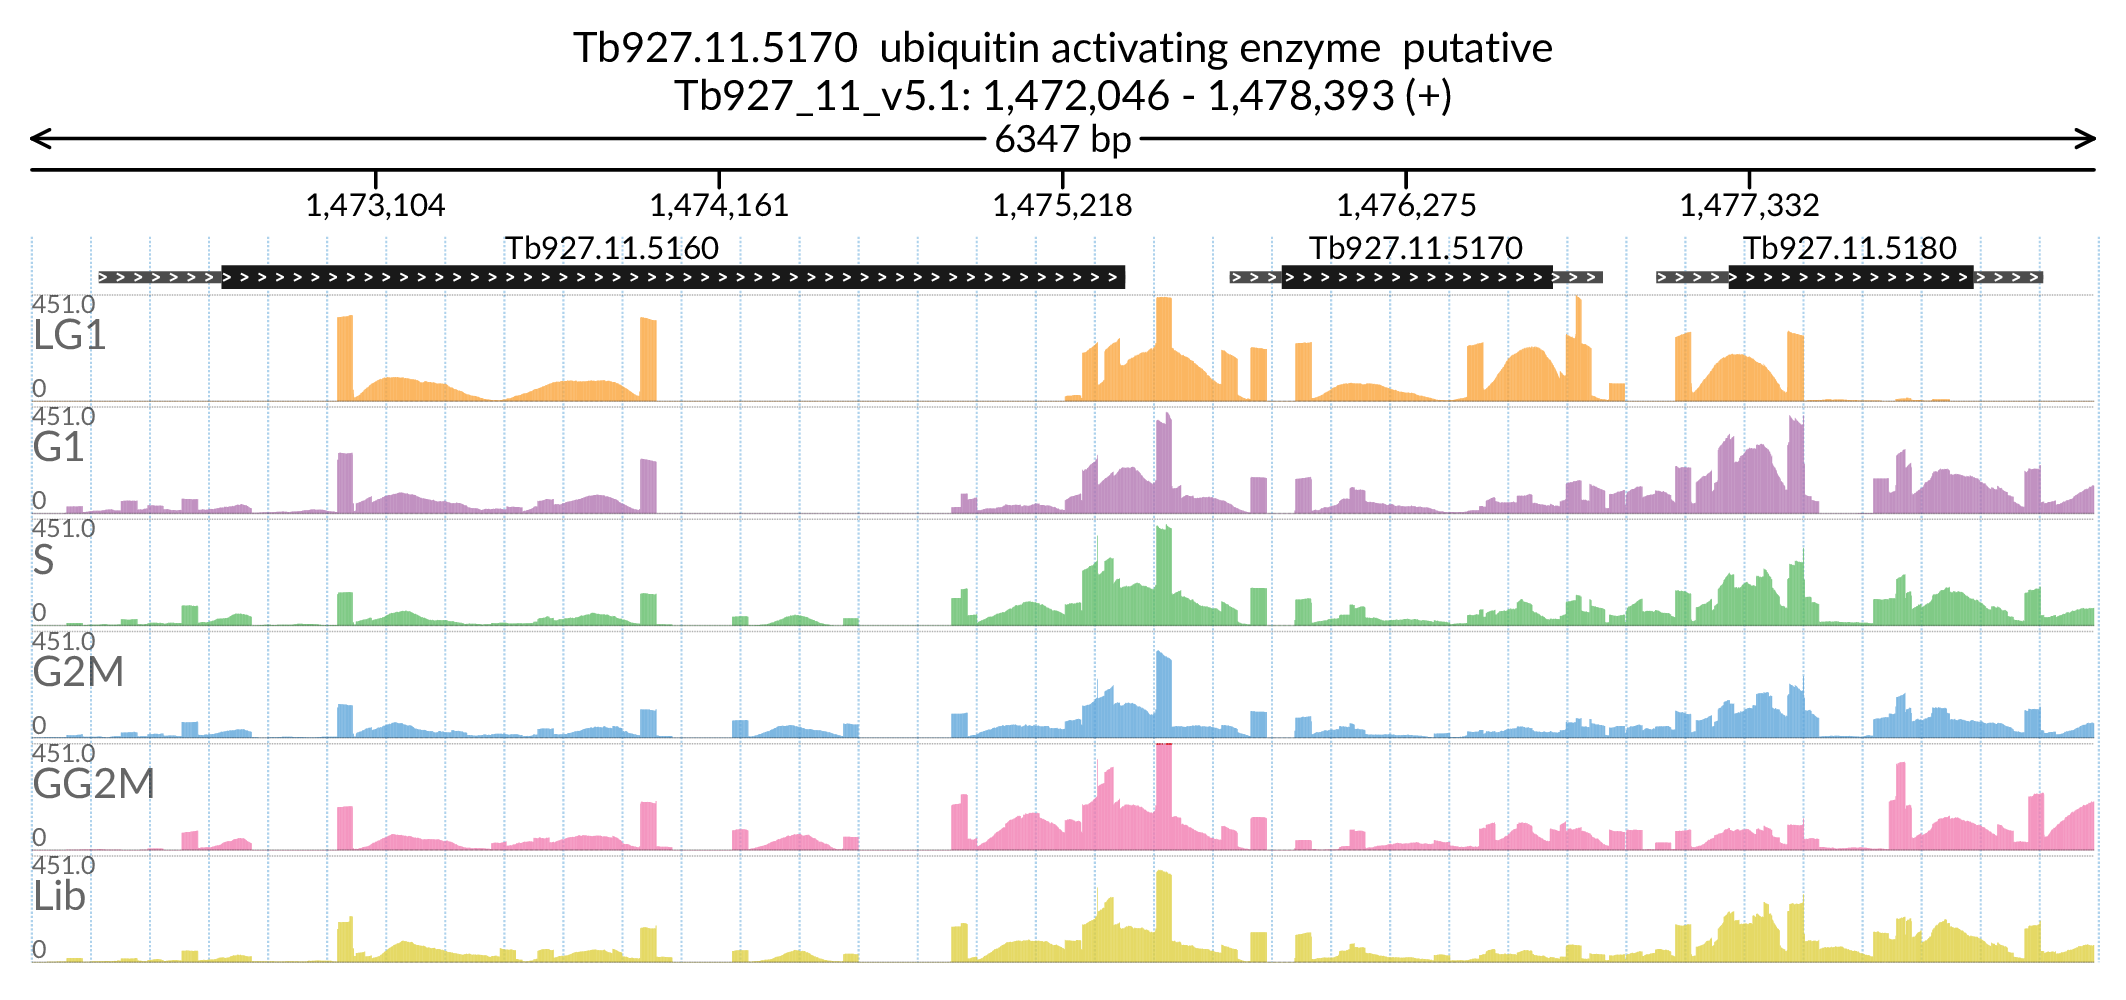 Tb927.11.5170  ubiquitin activating enzyme  putative
Tb927_11_v5.1: 1,472,046 - 1,478,393 (+)
6347 bp
1,473,104 1,474,161 1,475,218 1,476,275 1,477,332
Tb927.11.5160 Tb927.11.5170 Tb927.11.5180
451.0
LG1
0
451.0
G1
0
451.0
S
0
451.0
G2M
0
451.0
GG2M
0
451.0
Lib
0